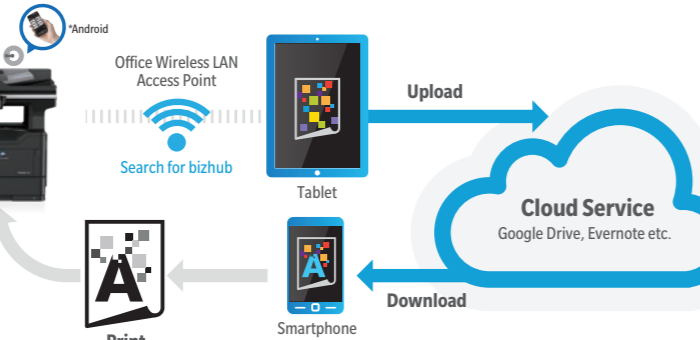 *Android
Office Wireless LAN
Access Point
Search for bizhub
Tablet
Upload
Cloud Service
Google Drive, Evernote etc.
Download
Smartphone
A
A
Print